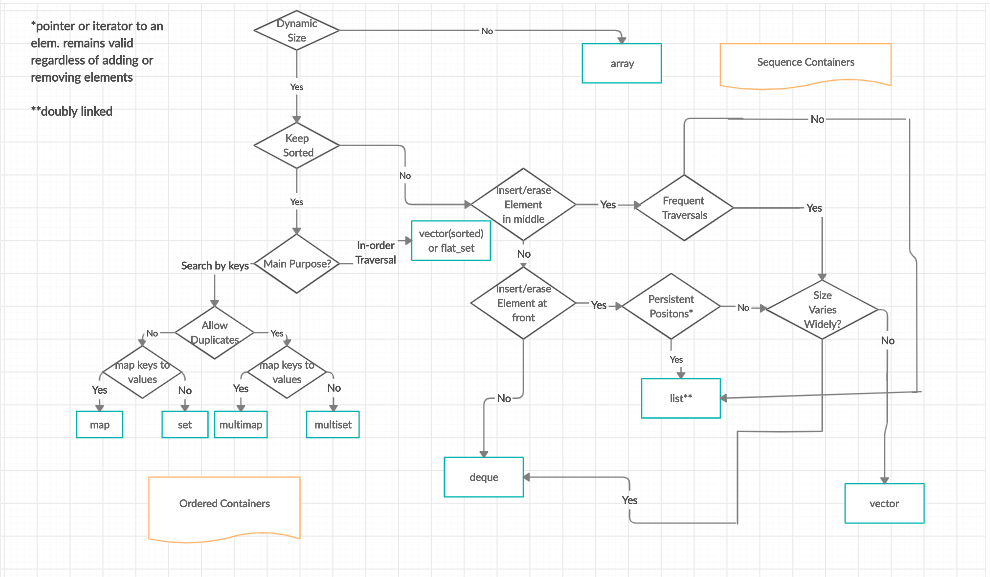 *pointer or iterator to an
elem. remains valid
regardless of adding or
removing elements
**doubly linked
Dynamic
Size
No
array
Sequence Containers
Yes
Keep
Sorted
No
No
Yes
Insert/erase
Element
in middle
Yes
Frequent
Traversals
Yes
vector(sorted)
or flat_set
In-order
Traversal
Main Purpose?
Search by keys
No
Insert/erase
Element at
front
Yes
Persistent
Positons*
No
Size
Varies
Widely?
No
Allow
Duplicates
No
Yes
map keys to
values
map keys to
values
Yes
No
Yes
No
Yes
list**
No
map
set
multimap
multiset
deque
Yes
vector
Ordered Containers